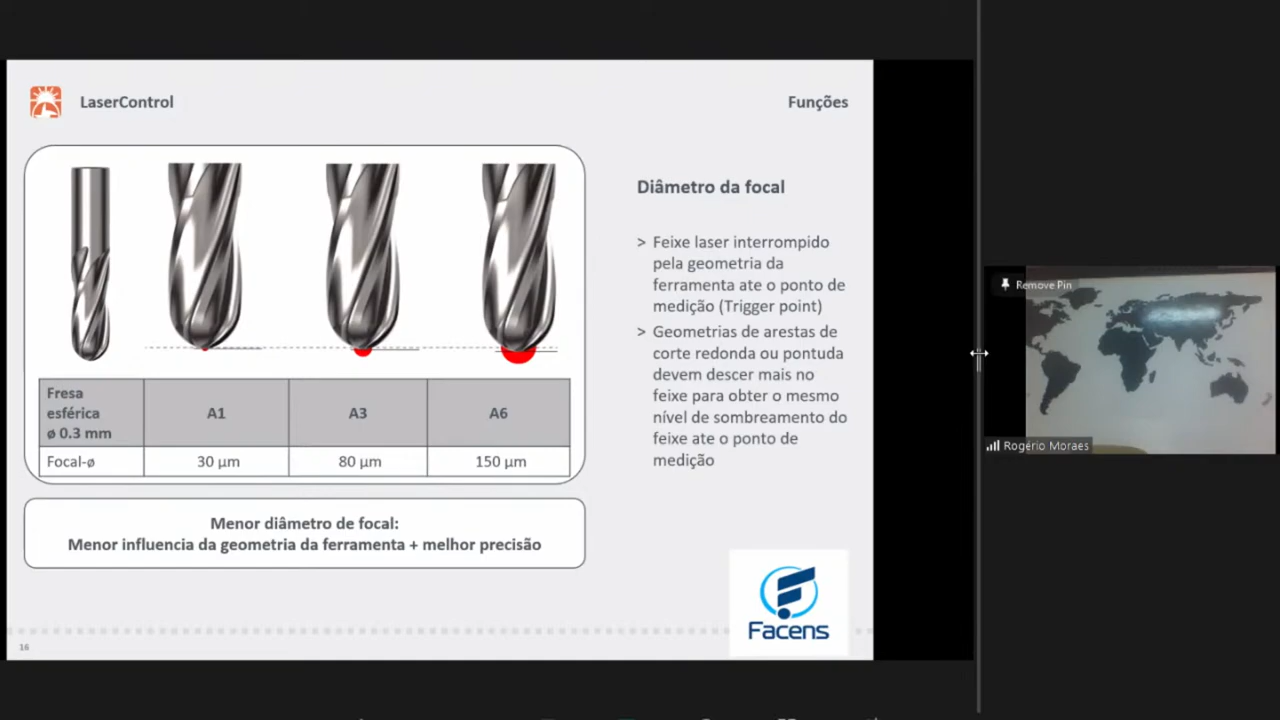 LaserControl
Funções
Diâmetro da focal
> Feixe laser interrompido
pela geometria da
ferramenta ate o ponto de
medição (Trigger point)
> Geometrias de arestas de
corte redonda ou pontuda
devem descer mais no
feixe para obter o mesmo
nível de sombreamento do
feixe ate o ponto de
medição
Fresa
esférica
ø 0.3 mm
A1
A3
A6
Focal-ø
30 µm
80 µm
150 µm
Menor diâmetro de focal:
Menor influencia da geometria da ferramenta + melhor precisão
Facens
16
Remove Pin
Rogério Moraes